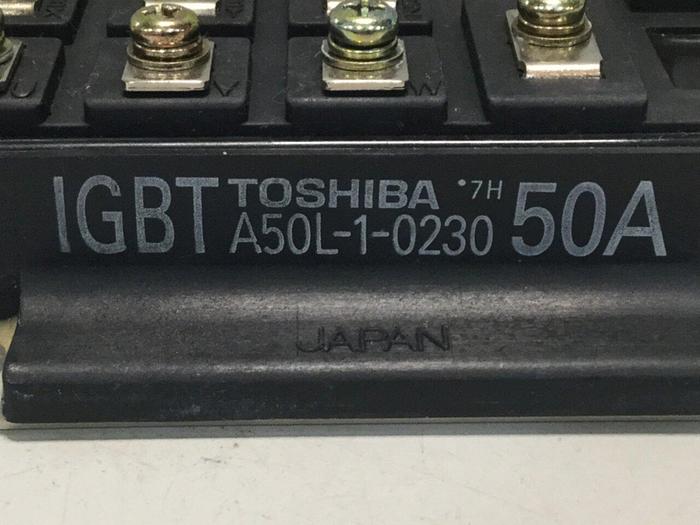 U V W
IGBT TOSHIBA •7H 50A
A50L-1-0230
JAPAN